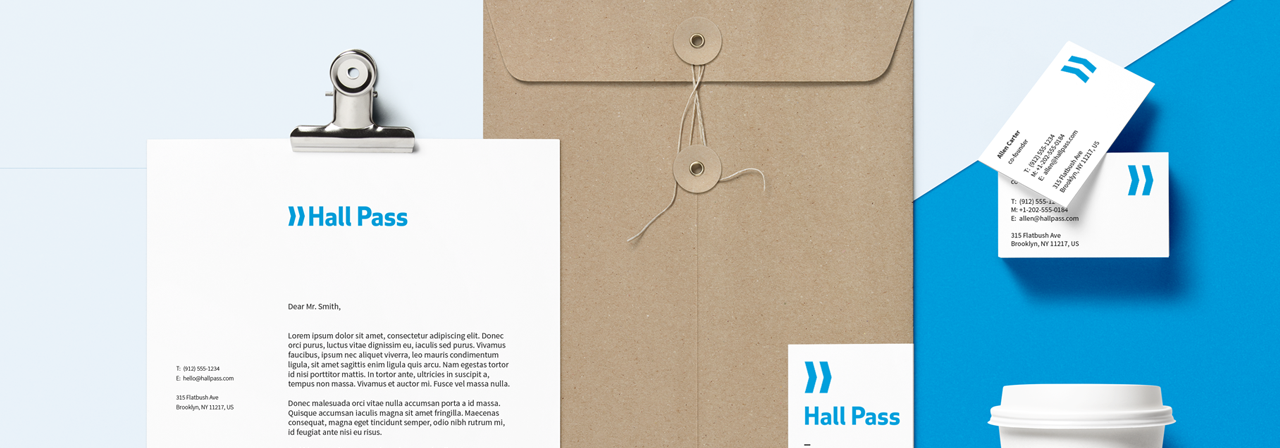 Hall Pass
Dear Mr. Smith,
Lorem ipsum dolor sit amet, consectetur adipiscing elit. Donec
orci purus, luctus vitae dignissim eu, iaculis sed purus. Vivamus
faucibus, ipsum nec aliquet viverra, leo mauris condimentum
ligula, sit amet sagittis enim ligula quis arcu. Nam egestas tortor
id nisi porttitor mattis. In tortor ante, ultricies in suscipit a,
tempus non massa. Vivamus et auctor mi. Fusce vel massa nulla.
Donec malesuada orci vitae nulla accumsan porta a id massa.
Quisque accumsan iaculis magna sit amet fringilla. Maecenas
consequat, magna eget tincidunt semper, odio nibh rutrum mi,
id feugiat ante nisi eu risus.
T: (912) 555-1234
E: hello@hallpass.com
315 Flatbush Ave
Brooklyn, NY 11217, US
Hall Pass
Allen Carter
co-founder
T: (912) 555-1234
M: +1-202-555-0184
E: allen@hallpass.com
315 Flatbush Ave
Brooklyn, NY 11217, US
T: (912) 555-12
M: +1-202-555-0184
E: allen@hallpass.com
315 Flatbush Ave
Brooklyn, NY 11217, US